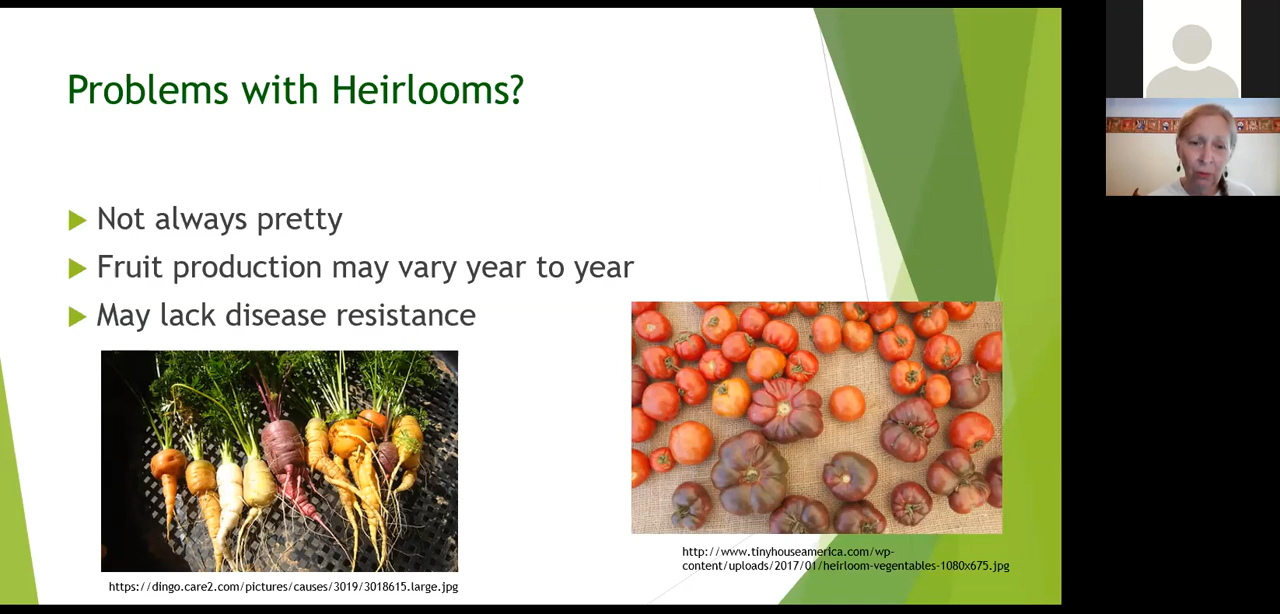 Problems with Heirlooms?
Not always pretty
Fruit production may vary year to year
May lack disease resistance
https://dingo.care2.com/pictures/causes/3019/3018615.large.jpg
http://www.tinyhouseamerica.com/wp-
content/uploads/2017/01/heirloom-vegentables-1080x675.jpg